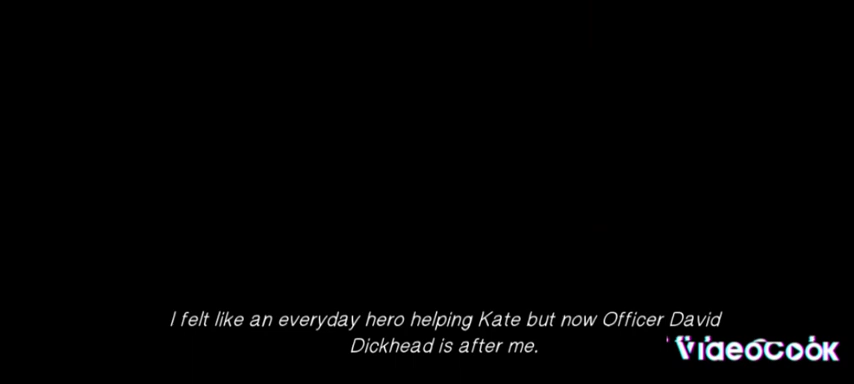 I felt like an everyday hero helping Kate but now Officer David
Dickhead is after me.
VIDEOCOOK